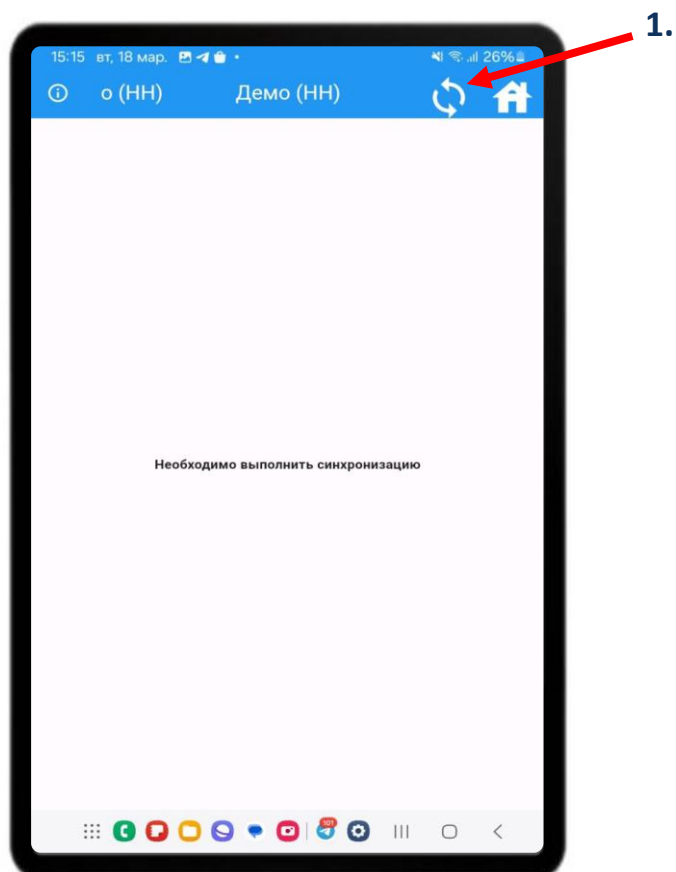 1.
15:15 вт, 18 мар. 26%
о (НН) Демо (НН)
Необходимо выполнить синхронизацию
101